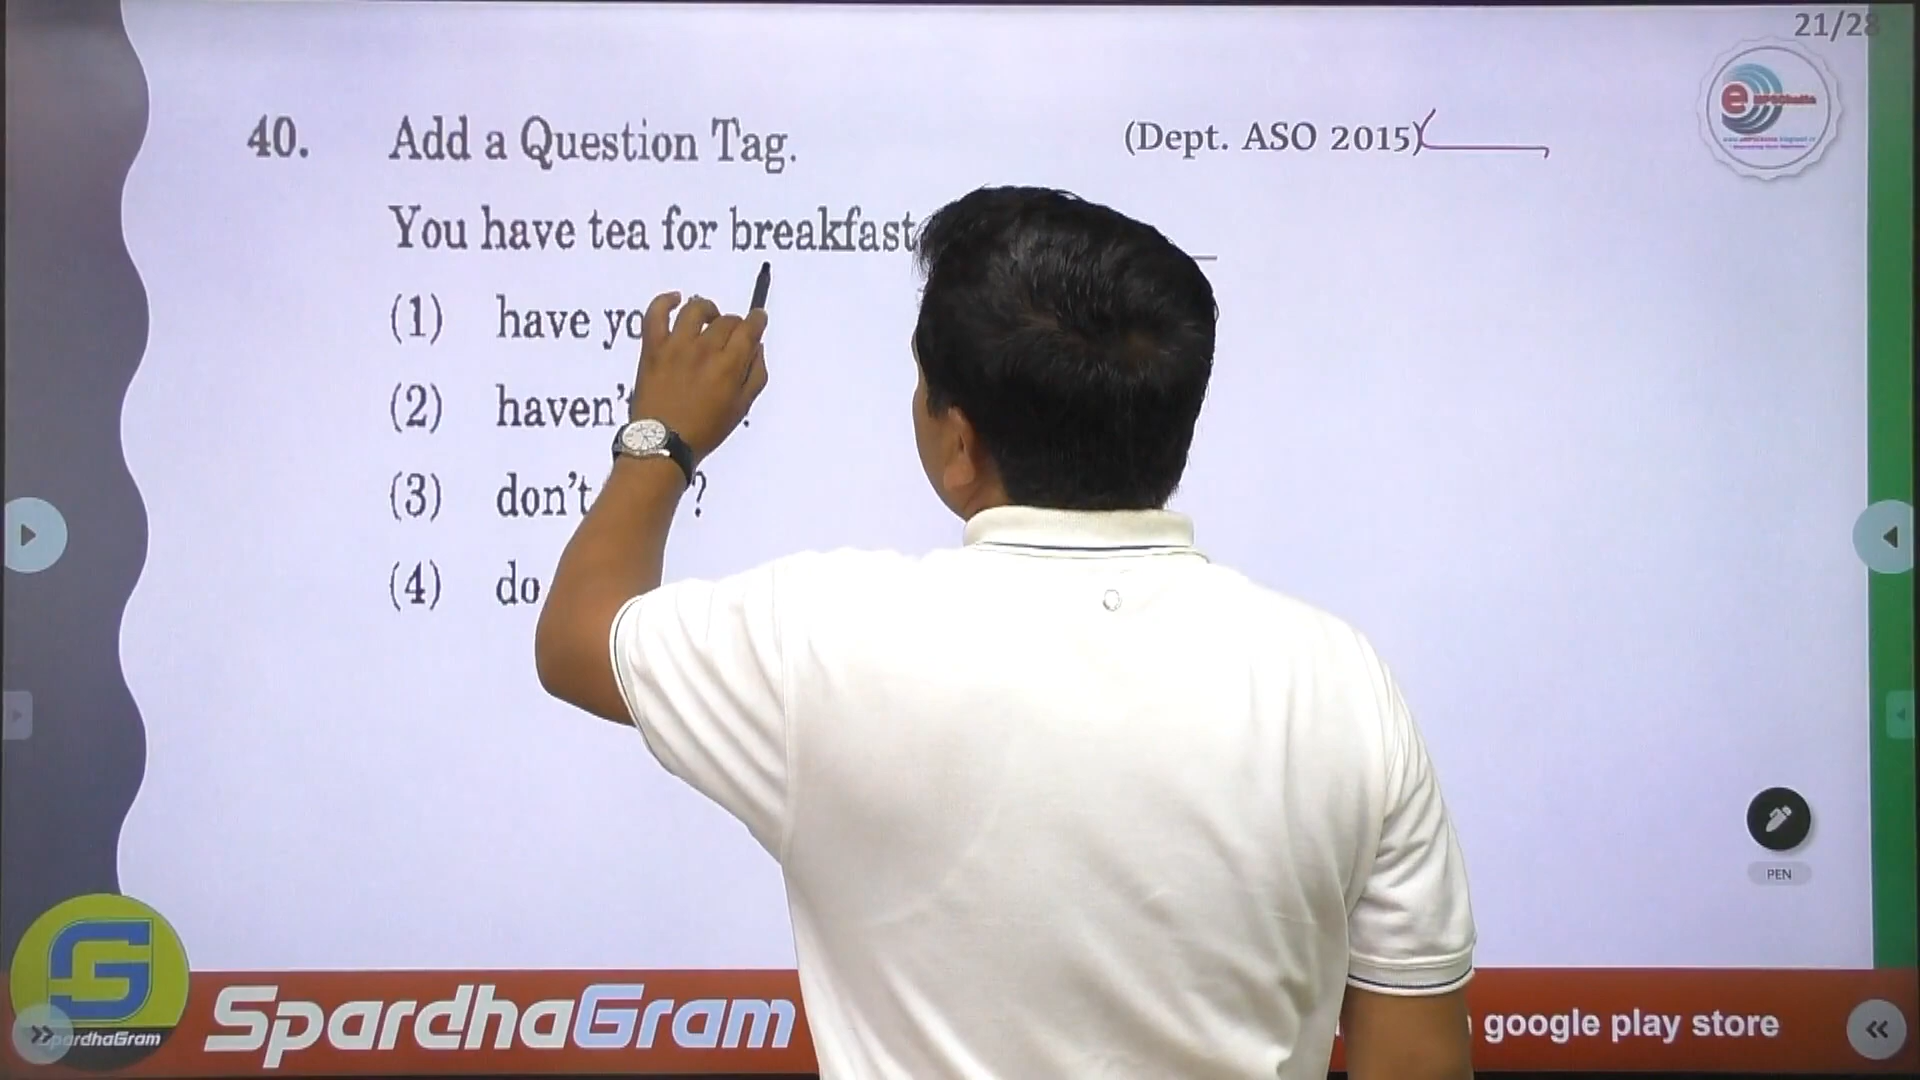 21/28
40. Add a Question Tag. (Dept. ASO 2015)
You have tea for breakfast
(1) have
(2) haven't
(3) don't ?
(4) do
PEN
SpardhaGram
SpardhaGram google play store